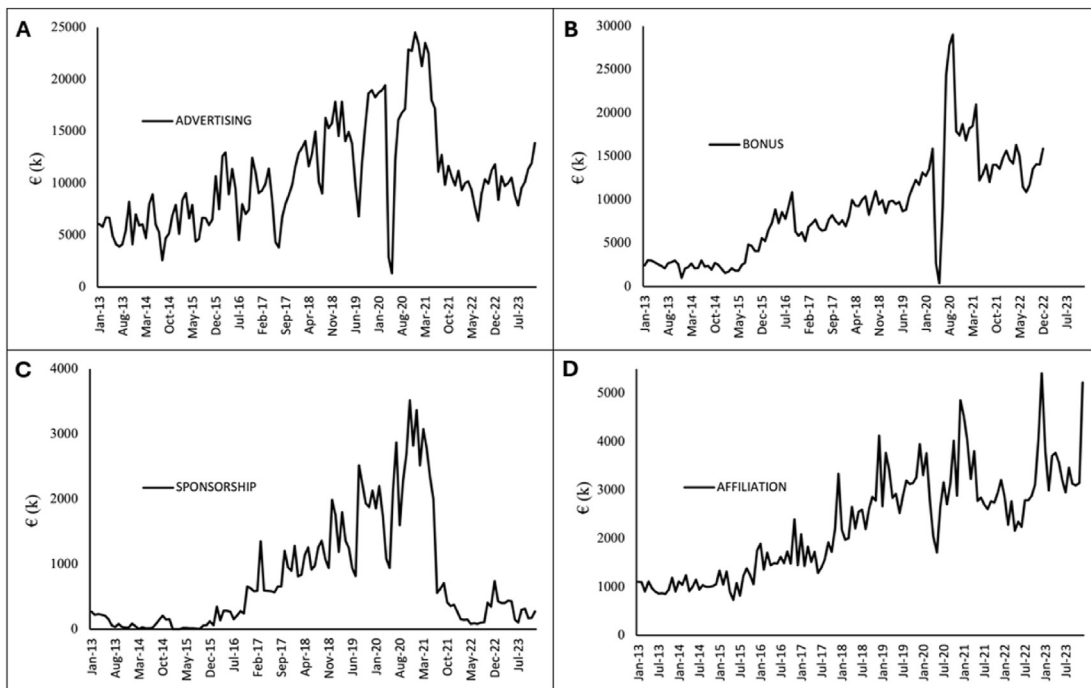 A
€ (k)
25000
20000
15000
10000
5000
0
ADVERTISING
Jan-13
Aug-13
Mar-14
Oct-14
May-15
Dec-15
Jul-16
Feb-17
Sep-17
Apr-18
Nov-18
Jun-19
Jan-20
Aug-20
Mar-21
Oct-21
May-22
Dec-22
Jul-23
B
€ (k)
30000
25000
20000
15000
10000
5000
0
BONUS
Jan-13
Aug-13
Mar-14
Oct-14
May-15
Dec-15
Jul-16
Feb-17
Sep-17
Apr-18
Nov-18
Jun-19
Jan-20
Aug-20
Mar-21
Oct-21
May-22
Dec-22
Jul-23
C
€ (k)
4000
3000
2000
1000
0
SPONSORSHIP
Jan-13
Aug-13
Mar-14
Oct-14
May-15
Dec-15
Jul-16
Feb-17
Sep-17
Apr-18
Nov-18
Jun-19
Jan-20
Aug-20
Mar-21
Oct-21
May-22
Dec-22
Jul-23
D
€ (k)
5000
4000
3000
2000
1000
0
AFFILIATION
Jan-13
Jul-13
Jan-14
Jul-14
Jan-15
Jul-15
Jan-16
Jul-16
Jan-17
Jul-17
Jan-18
Jul-18
Jan-19
Jul-19
Jan-20
Jul-20
Jan-21
Jul-21
Jan-22
Jul-22
Jan-23
Jul-23